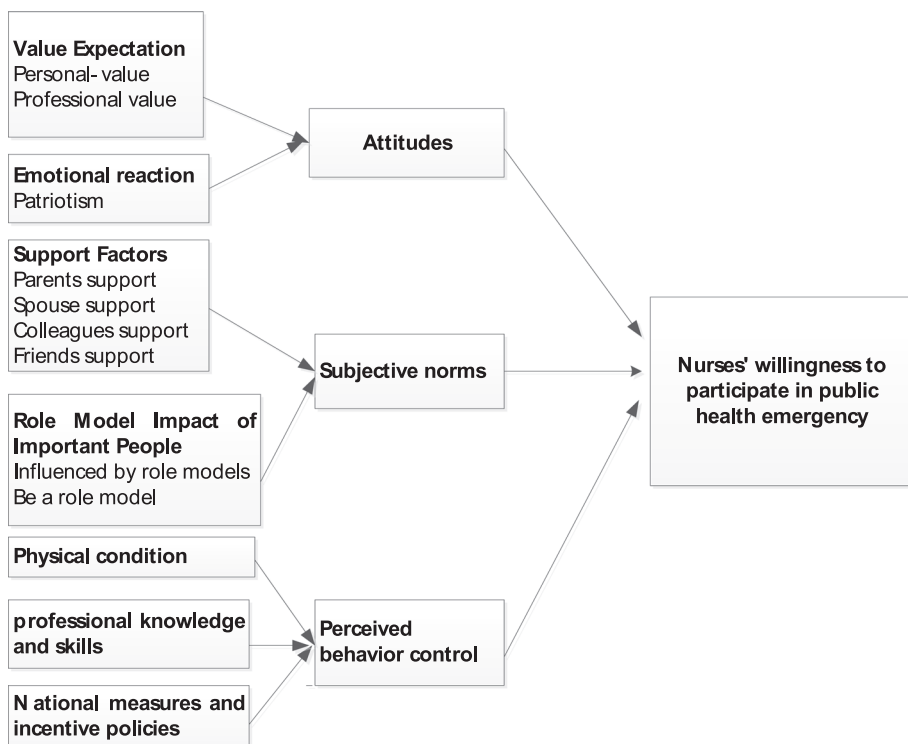 Value Expectation
Personal- value
Professional value
Emotional reaction
Patriotism
Attitudes
Support Factors
Parents support
Spouse support
Colleagues support
Friends support
Role Model Impact of
Important People
Influenced by role models
Be a role model
Subjective norms
Physical condition
professional knowledge
and skills
N ational measures and
incentive policies
Perceived
behavior control
Nurses' willingness to
participate in public
health emergency